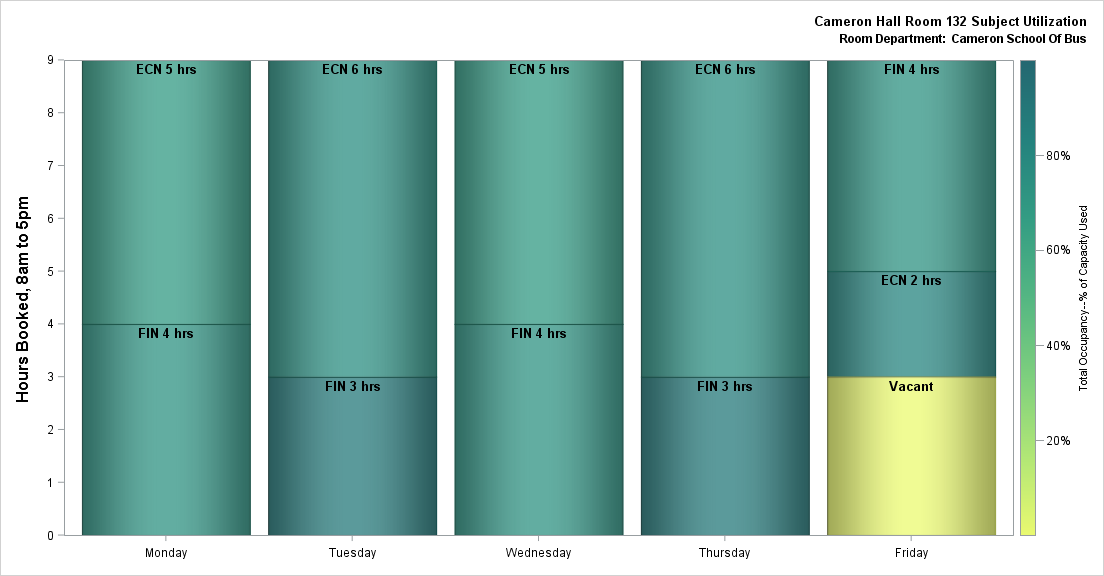 Cameron Hall Room 132 Subject Utilization
Room Department: Cameron School Of Bus
Hours Booked, 8am to 5pm
9
8
7
6
5
4
3
2
1
0
ECN 5 hrs
FIN 4 hrs
ECN 6 hrs
FIN 3 hrs
ECN 5 hrs
FIN 4 hrs
ECN 6 hrs
FIN 3 hrs
FIN 4 hrs
ECN 2 hrs
Vacant
Monday
Tuesday
Wednesday
Thursday
Friday
80%
60%
40%
20%
Total Occupancy--% of Capacity Used